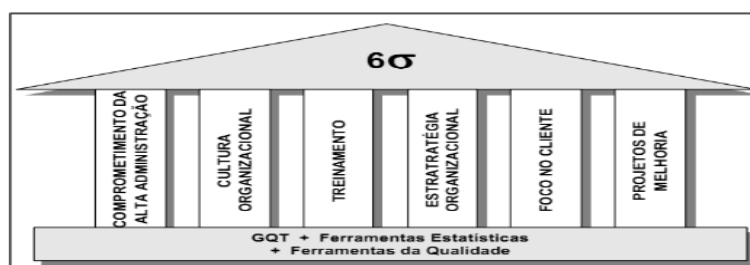 6σ
COMPROMETIMENTO DA
ALTA ADMINISTRAÇÃO
CULTURA
ORGANIZACIONAL
TREINAMENTO
ESTRATRATÉGIA
ORGANIZACIONAL
FOCO NO CLIENTE
PROJETOS DE
MELHORIA
GQT + Ferramentas Estatísticas
+ Ferramentas da Qualidade